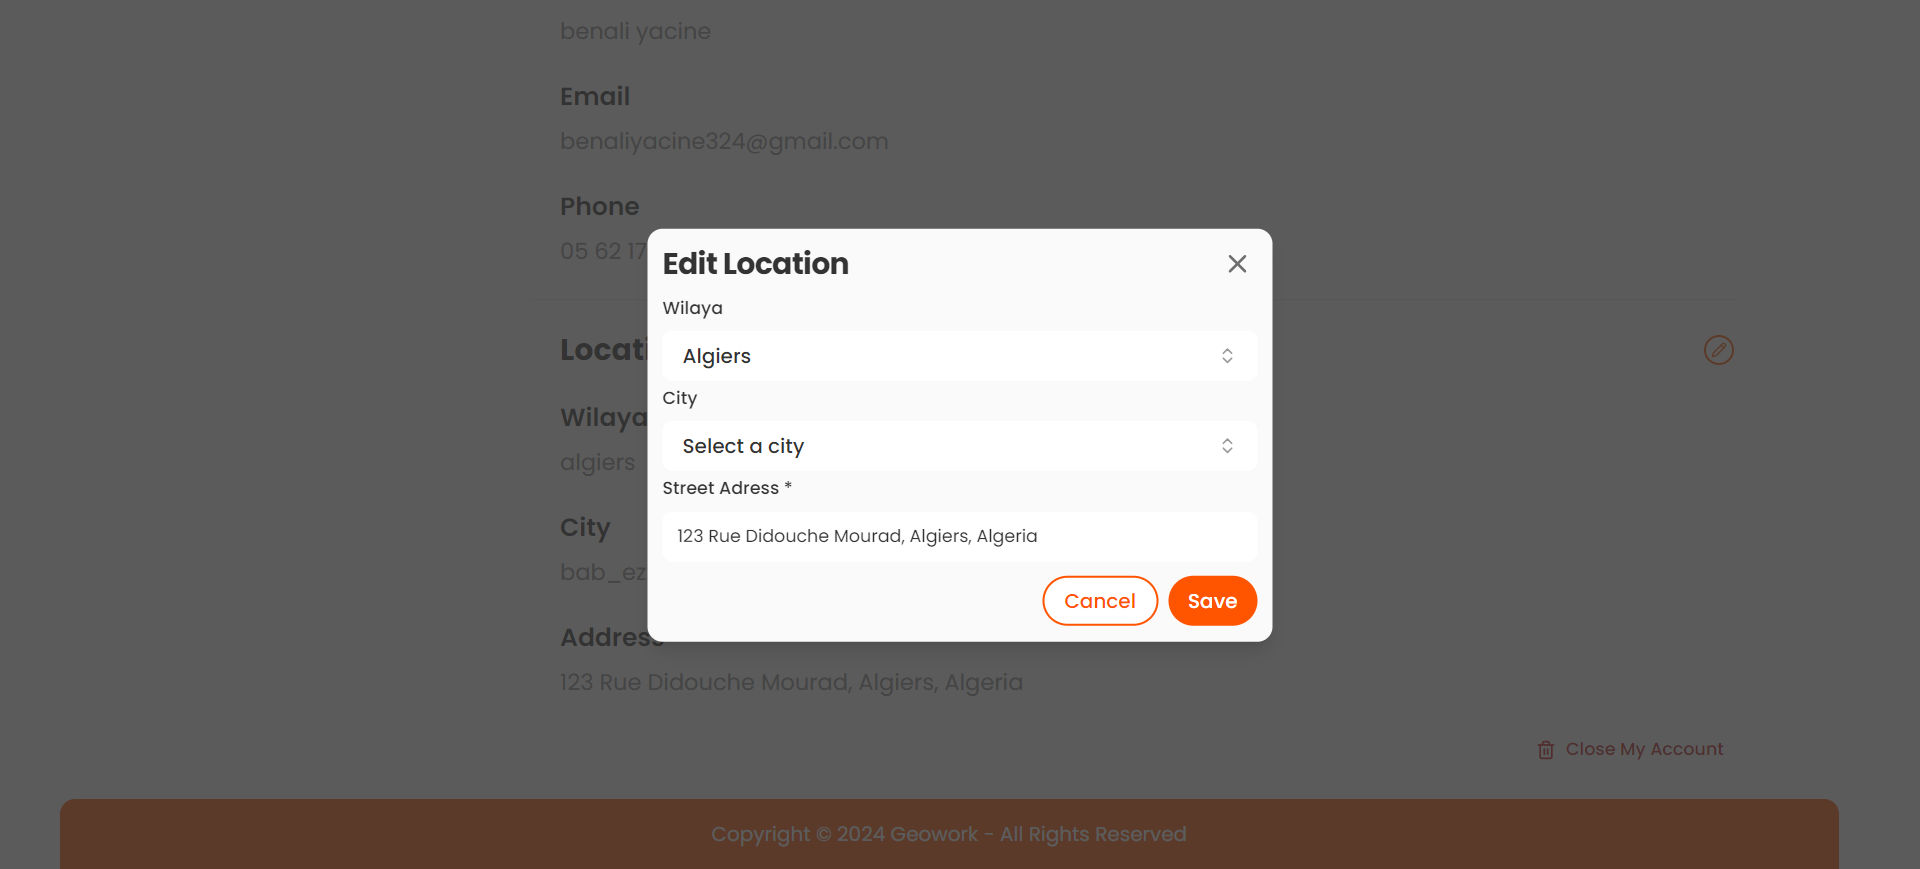 benali yacine
Email
benaliyacine324@gmail.com
Phone
05 62 17
Edit Location
Wilaya
Algiers
City
Select a city
Street Adress *
123 Rue Didouche Mourad, Algiers, Algeria
Cancel
Save
Locati
Wilaya
algiers
City
bab_ez
Address
123 Rue Didouche Mourad, Algiers, Algeria
Close My Account
Copyright © 2024 Geowork - All Rights Reserved